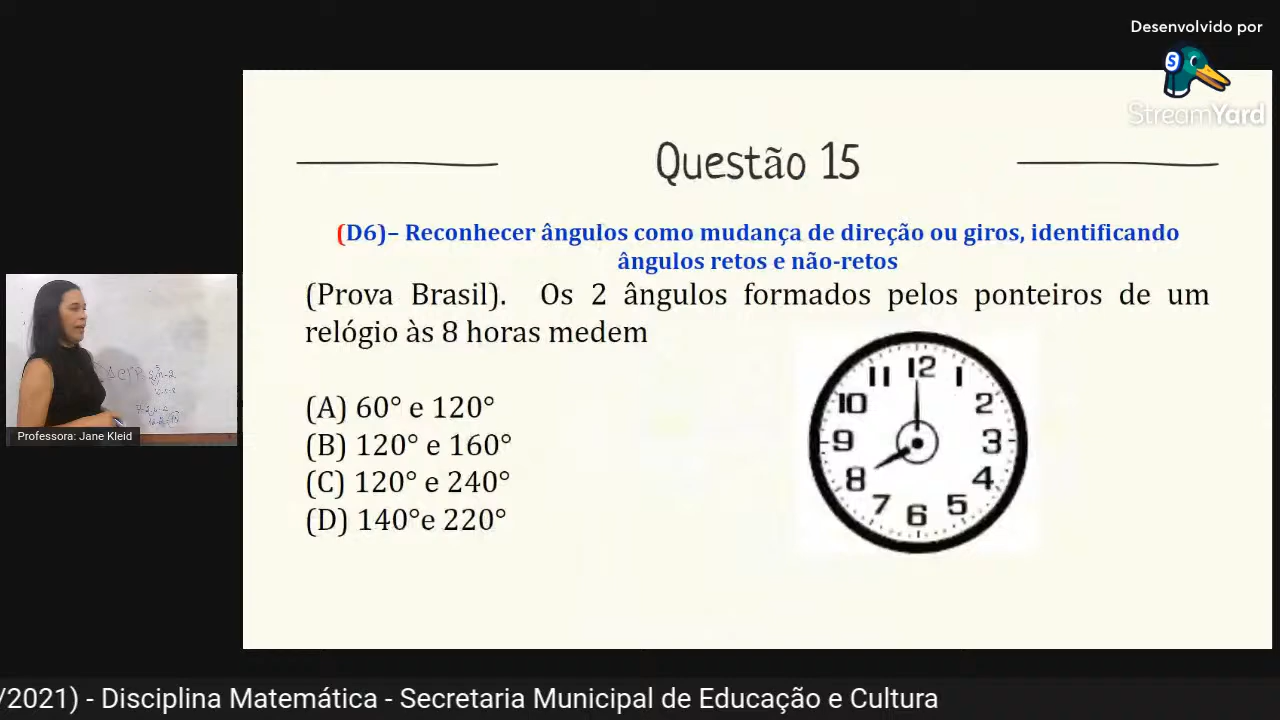 Desenvolvido por
StreamYard
Questão 15
(D6)– Reconhecer ângulos como mudança de direção ou giros, identificando
ângulos retos e não-retos
(Prova Brasil). Os 2 ângulos formados pelos ponteiros de um
relógio às 8 horas medem
(A) 60° e 120°
(B) 120° e 160°
(C) 120° e 240°
(D) 140°e 220°
12
11 1
10 2
9 3
8 4
7 5
6
Professora: Jane Kleid
/2021) - Disciplina Matemática - Secretaria Municipal de Educação e Cultura